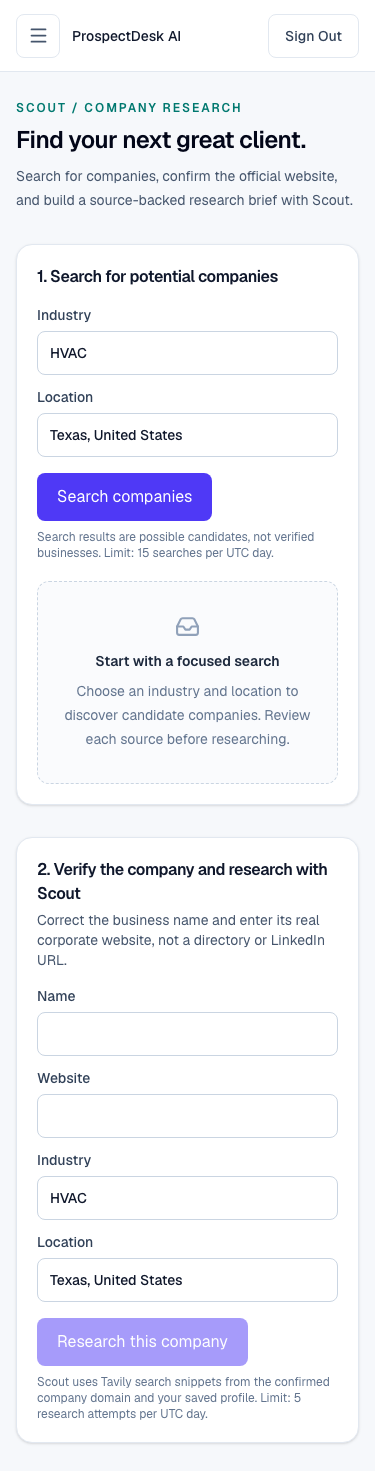 ProspectDesk AI
Sign Out
SCOUT / COMPANY RESEARCH
Find your next great client.
Search for companies, confirm the official website,
and build a source-backed research brief with Scout.
1. Search for potential companies
Industry
HVAC
Location
Texas, United States
Search companies
Search results are possible candidates, not verified
businesses. Limit: 15 searches per UTC day.
Start with a focused search
Choose an industry and location to
discover candidate companies. Review
each source before researching.
2. Verify the company and research with
Scout
Correct the business name and enter its real
corporate website, not a directory or LinkedIn
URL.
Name
Website
Industry
HVAC
Location
Texas, United States
Research this company
Scout uses Tavily search snippets from the confirmed
company domain and your saved profile. Limit: 5
research attempts per UTC day.